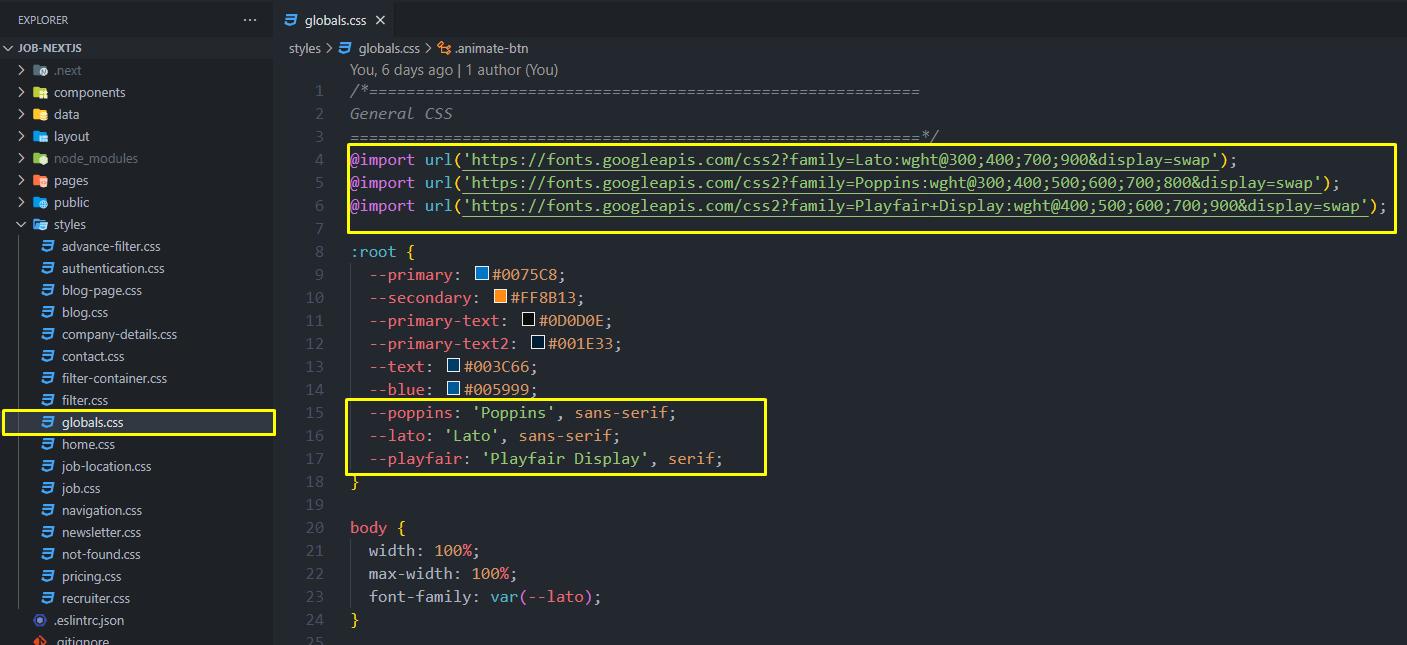 EXPLORER
...
globals.css
JOB-NEXTJS
.next
components
data
layout
node_modules
pages
public
styles
advance-filter.css
authentication.css
blog-page.css
blog.css
company-details.css
contact.css
filter-container.css
filter.css
globals.css
home.css
job-location.css
job.css
navigation.css
newsletter.css
not-found.css
pricing.css
recruiter.css
.eslintrc.json
.gitignore
styles > globals.css > .animate-btn
You, 6 days ago | 1 author (You)
1 /*===========================================================
2 General CSS
3 =============================================================*/
4 @import url('https://fonts.googleapis.com/css2?family=Lato:wght@300;400;700;900&display=swap');
5 @import url('https://fonts.googleapis.com/css2?family=Poppins:wght@300;400;500;600;700;800&display=swap');
6 @import url('https://fonts.googleapis.com/css2?family=Playfair+Display:wght@400;500;600;700;900&display=swap');
7
8 :root {
9 --primary: #0075C8;
10 --secondary: #FF8B13;
11 --primary-text: #0D0D0E;
12 --primary-text2: #001E33;
13 --text: #003C66;
14 --blue: #005999;
15 --poppins: 'Poppins', sans-serif;
16 --lato: 'Lato', sans-serif;
17 --playfair: 'Playfair Display', serif;
18 }
19
20 body {
21 width: 100%;
22 max-width: 100%;
23 font-family: var(--lato);
24 }
25